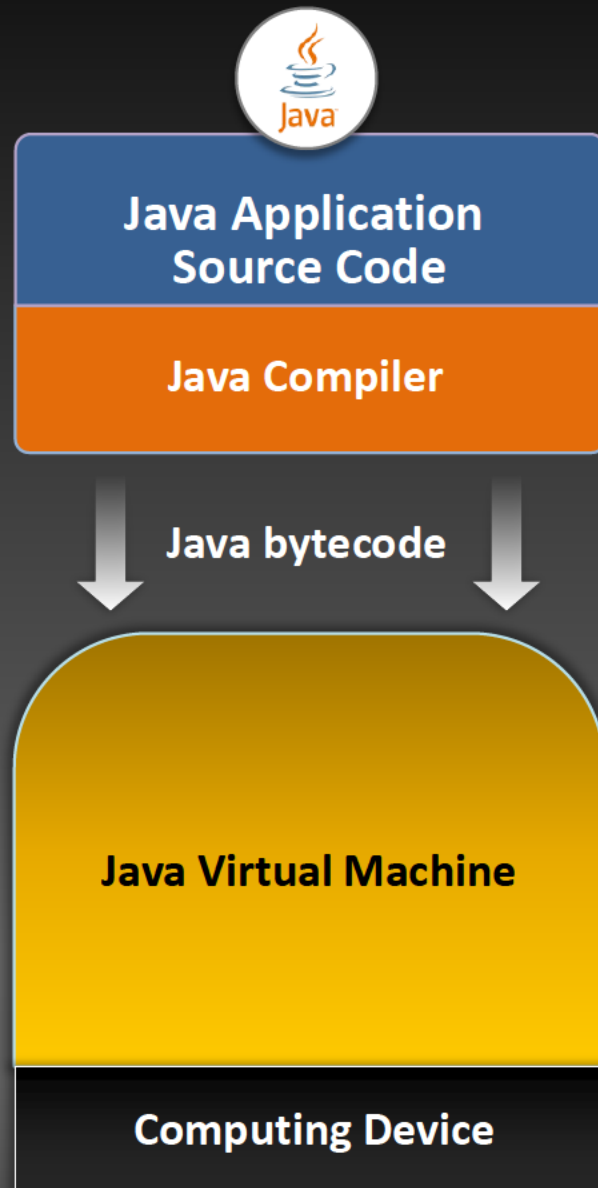 Java
Java Application
Source Code
Java Compiler
Java bytecode
Java Virtual Machine
Computing Device